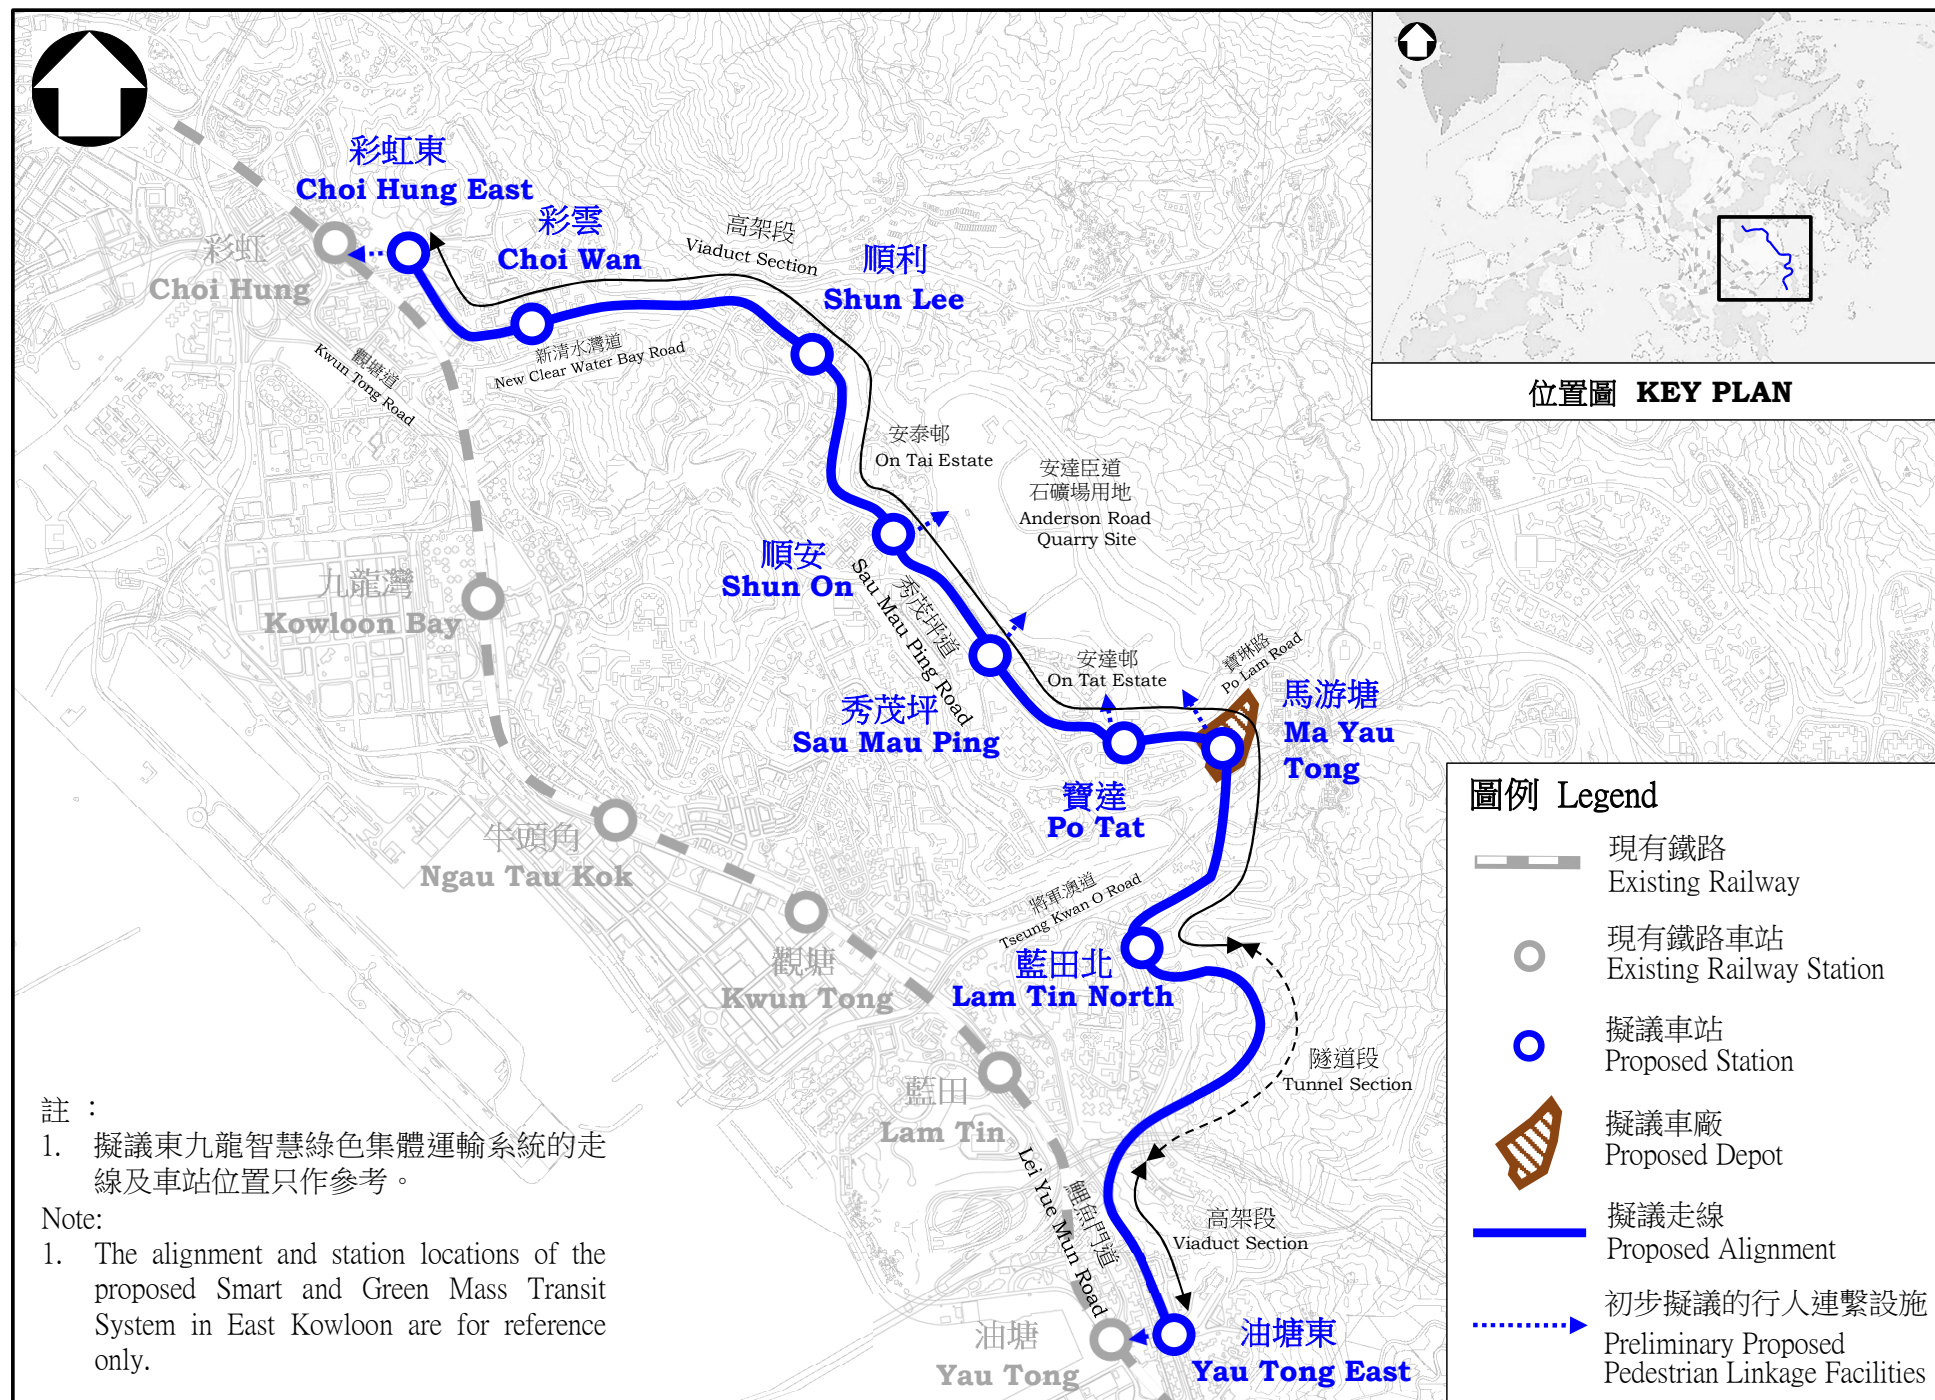 彩虹東
Choi Hung East
彩雲
Choi Wan
高架段
Viaduct Section
順利
Shun Lee
彩虹
Choi Hung
觀塘道
Kwun Tong Road
新清水灣道
New Clear Water Bay Road
位置圖 KEY PLAN
安泰邨
On Tai Estate
安達臣道
石礦場用地
Anderson Road
Quarry Site
順安
Shun On
九龍灣
Kowloon Bay
秀茂坪道
Sau Mau Ping Road
安達邨
On Tat Estate
寶琳路
Po Lam Road
秀茂坪
Sau Mau Ping
馬游塘
Ma Yau
Tong
寶達
Po Tat
牛頭角
Ngau Tau Kok
將軍澳道
Tseung Kwan O Road
觀塘
Kwun Tong
藍田北
Lam Tin North
隧道段
Tunnel Section
藍田
Lam Tin
鯉魚門道
Lei Yue Mun Road
高架段
Viaduct Section
油塘
Yau Tong
油塘東
Yau Tong East
註 :
1. 擬議東九龍智慧綠色集體運輸系統的走
線及車站位置只作參考。
Note:
1. The alignment and station locations of the
proposed Smart and Green Mass Transit
System in East Kowloon are for reference
only.
圖例 Legend
現有鐵路
Existing Railway
現有鐵路車站
Existing Railway Station
擬議車站
Proposed Station
擬議車廠
Proposed Depot
擬議走線
Proposed Alignment
初步擬議的行人連繫設施
Preliminary Proposed
Pedestrian Linkage Facilities